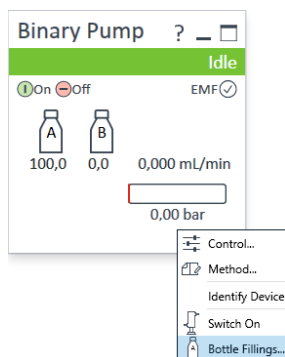 Binary Pump ?
Idle
On Off EMF
A B
100,0 0,0 0,000 mL/min
0,00 bar
Control...
Method...
Identify Device
Switch On
Bottle Fillings...